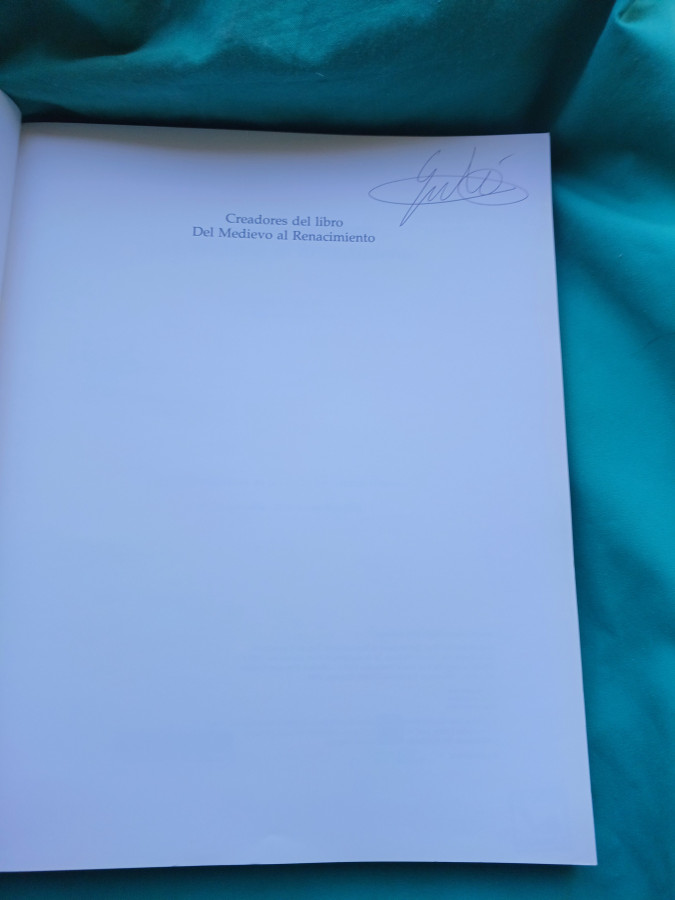 Creadores del libro
Del Medievo al Renacimiento